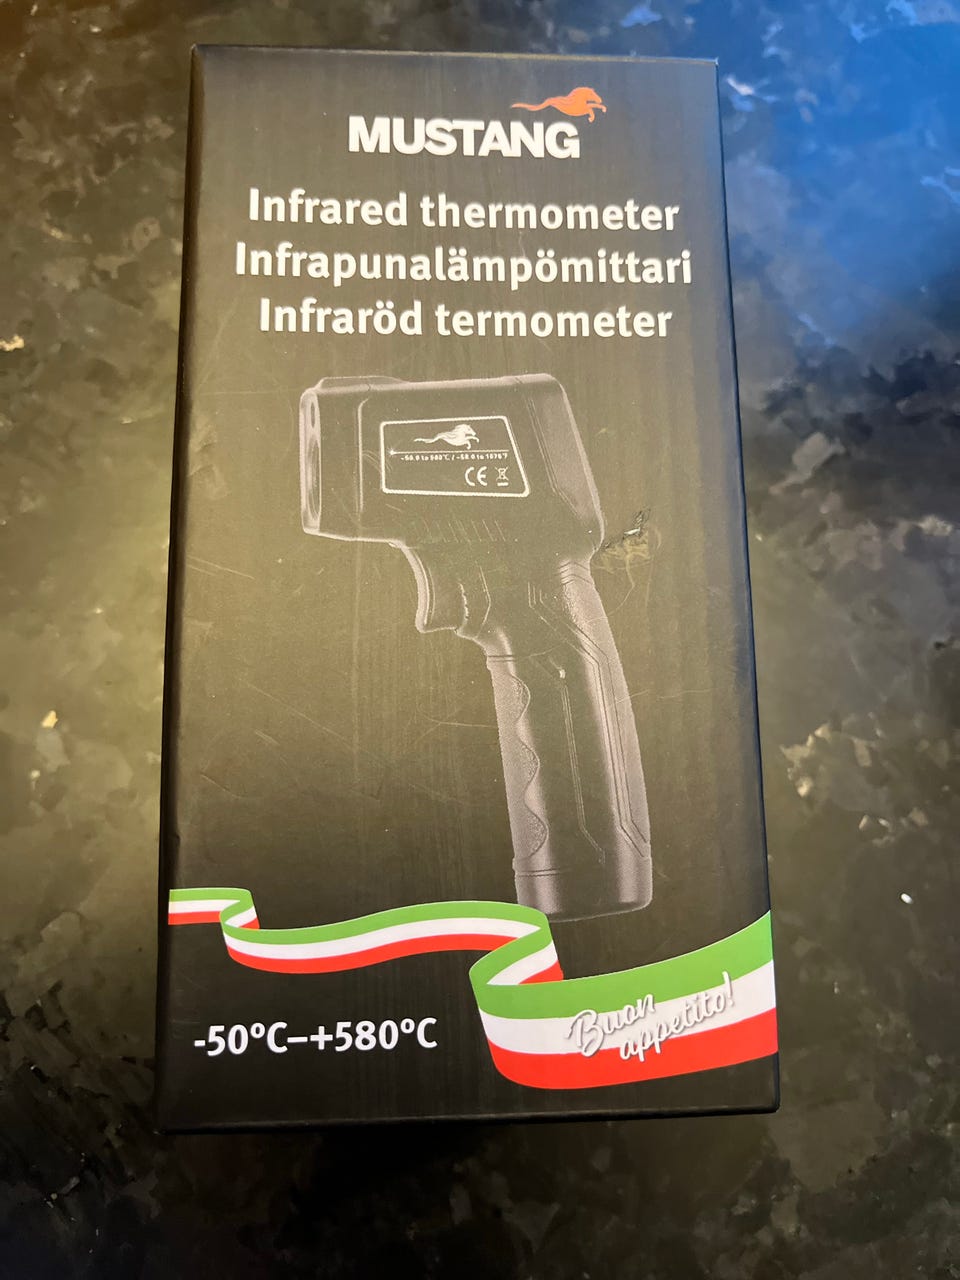 MUSTANG
Infrared thermometer
Infrapunalämpömittari
Infraröd termometer
CE
-50°C–+580°C
Buon
appetito!